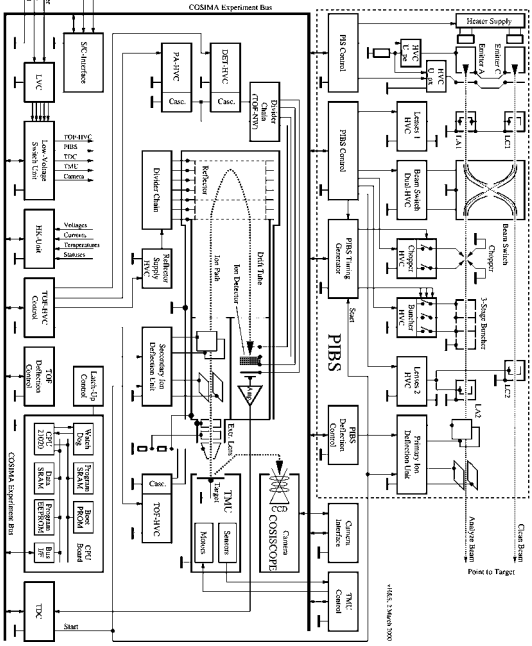 COSIMA Experiment Bus
S/C-Interface
LVC
Low-Voltage
Switch Unit
TOF-HVC
PIBS
TDC
TMU
Camera
HK-Unit
Voltages
Currents
Temperatures
Statuses
TOF-HVC
Control
TOF
Deflection
Control
Latch-Up
Control
Watch
Dog
CPU
21020
Program
SRAM
Data
SRAM
Boot
PROM
Program
EEPROM
CPU
Board
Bus
I/F
COSIMA Experiment Bus
TDC
Start
PA-HVC
Casc.
DET-HVC
Casc.
Divider
Chain
(TOF-NW)
Divider
Chain
Reflector
Reflector
Supply
HVC
Ion Path
Drift Tube
Ion Detector
Secondary Ion
Deflection Unit
Amp.
Extr.
Lens
Casc.
TOF-HVC
Target
TMU
Motors
Sensors
Camera
COSISCOPE
PIS Control
PIBS Control
PIBS Timing
Generator
Start
PIBS
PIBS
Deflection
Control
Camera
Interface
TMU
Control
Heater Supply
Emitter A
Emitter C
HVC
HVC
Lenses 1
HVC
LA1
LC1
Beam Switch
Dual-HVC
Beam Switch
Chopper
HVC
Chopper
Buncher
HVC
3-Stage Buncher
Lenses 2
HVC
LA2
LC2
Primary Ion
Deflection Unit
Analyze Beam
Clean Beam
Point to Target